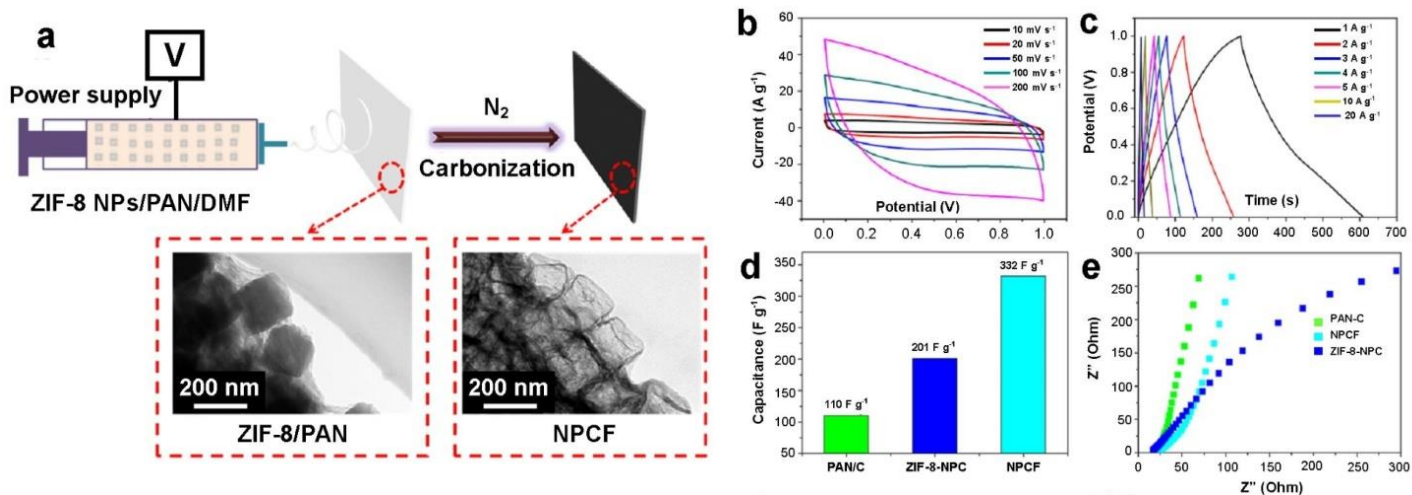 a
V
Power supply
ZIF-8 NPs/PAN/DMF
N₂
Carbonization
200 nm
ZIF-8/PAN
200 nm
NPCF
b
Current (A g⁻¹)
60
40
20
0
-20
-40
10 mV s⁻¹
20 mV s⁻¹
50 mV s⁻¹
100 mV s⁻¹
200 mV s⁻¹
Potential (V)
0.0 0.2 0.4 0.6 0.8 1.0
c
Potential (V)
1.0
0.8
0.6
0.4
0.2
0.0
1 A g⁻¹
2 A g⁻¹
3 A g⁻¹
4 A g⁻¹
5 A g⁻¹
10 A g⁻¹
20 A g⁻¹
Time (s)
0 100 200 300 400 500 600 700
d
Capacitance (F g⁻¹)
350
300
250
200
150
100
50
110 F g⁻¹
201 F g⁻¹
332 F g⁻¹
PAN/C ZIF-8-NPC NPCF
e
Z'' (Ohm)
300
250
200
150
100
50
0
PAN-C
NPCF
ZIF-8-NPC
0 50 100 150 200 250 300
Z'' (Ohm)